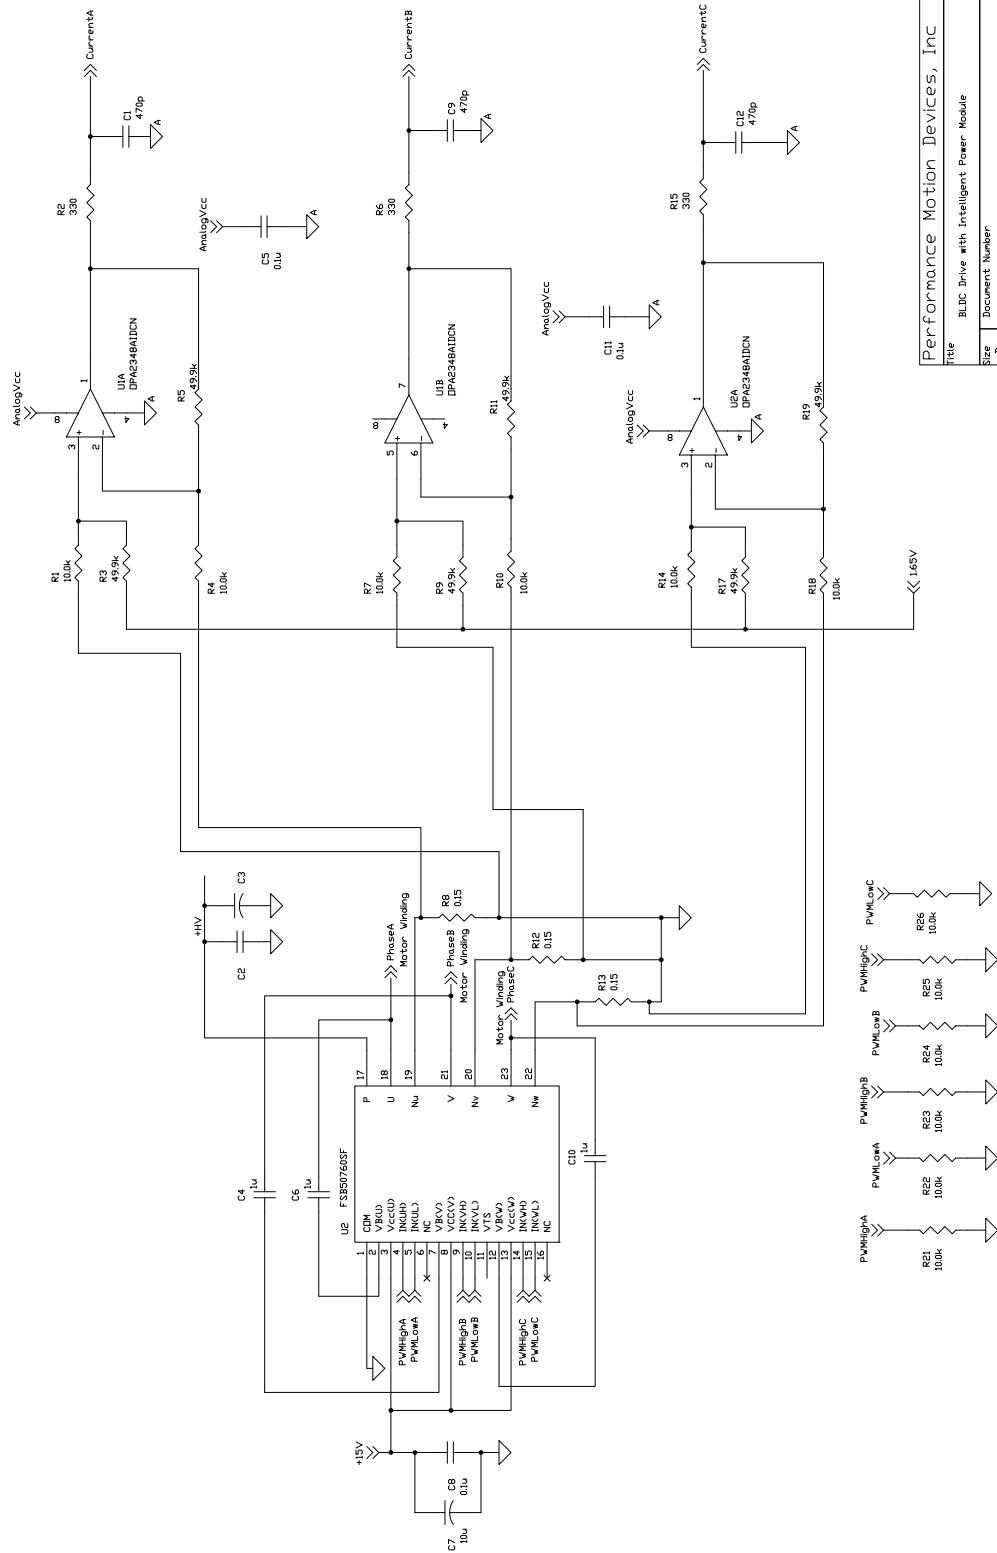 CurrentA
C1
470p
A
R2
330
AnalogVcc
C5
0.1u
A
AnalogVcc
8
1
U1A
OPA2348AIDCN
3
+
2
-
4
A
R5
49.9k
R1
10.0k
R3
49.9k
R4
10.0k
CurrentB
C9
470p
A
R6
330
8
7
U1B
OPA2348AIDCN
5
+
6
-
4
R11
49.9k
R7
10.0k
R9
49.9k
R10
10.0k
AnalogVcc
C11
0.1u
A
CurrentC
C12
470p
A
R15
330
AnalogVcc
8
1
U2A
OPA2348AIDCN
3
+
2
-
4
A
R19
49.9k
R14
10.0k
R17
49.9k
R18
10.0k
1.65V
+HV
C2
C3
PhaseA
Motor Winding
R8
0.15
PhaseB
Motor Winding
R12
0.15
Motor Winding
PhaseC
R13
0.15
C4
1u
C6
1u
C10
1u
U2
FSB50760SF
1 COM
2 VB(U)
3 Vcc(U)
4 IN(UH)
5 IN(UL)
6 NC
7 VB(V)
8 VCC(V)
9 IN(VH)
10 IN(VL)
11 VTS
12 VB(W)
13 Vcc(W)
14 IN(WH)
15 IN(WL)
16 NC
P 17
U 18
Nu 19
V 21
Nv 20
W 23
Nw 22
PWMHighA
PWMLowA
PWMHighB
PWMLowB
PWMHighC
PWMLowC
+15V
C8
0.1u
C7
10u
PWMHighA
R21
10.0k
PWMLowA
R22
10.0k
PWMHighB
R23
10.0k
PWMLowB
R24
10.0k
PWMHighC
R25
10.0k
PWMLowC
R26
10.0k
Performance Motion Devices, Inc
Title
BLDC Drive with Intelligent Power Module
Size
Document Number